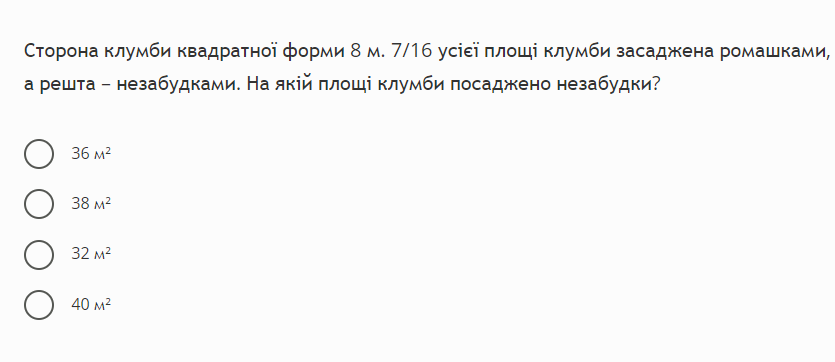 Сторона клумби квадратної форми 8 м. 7/16 усієї площі клумби засаджена ромашками,
а решта – незабудками. На якій площі клумби посаджено незабудки?
36 м²
38 м²
32 м²
40 м²